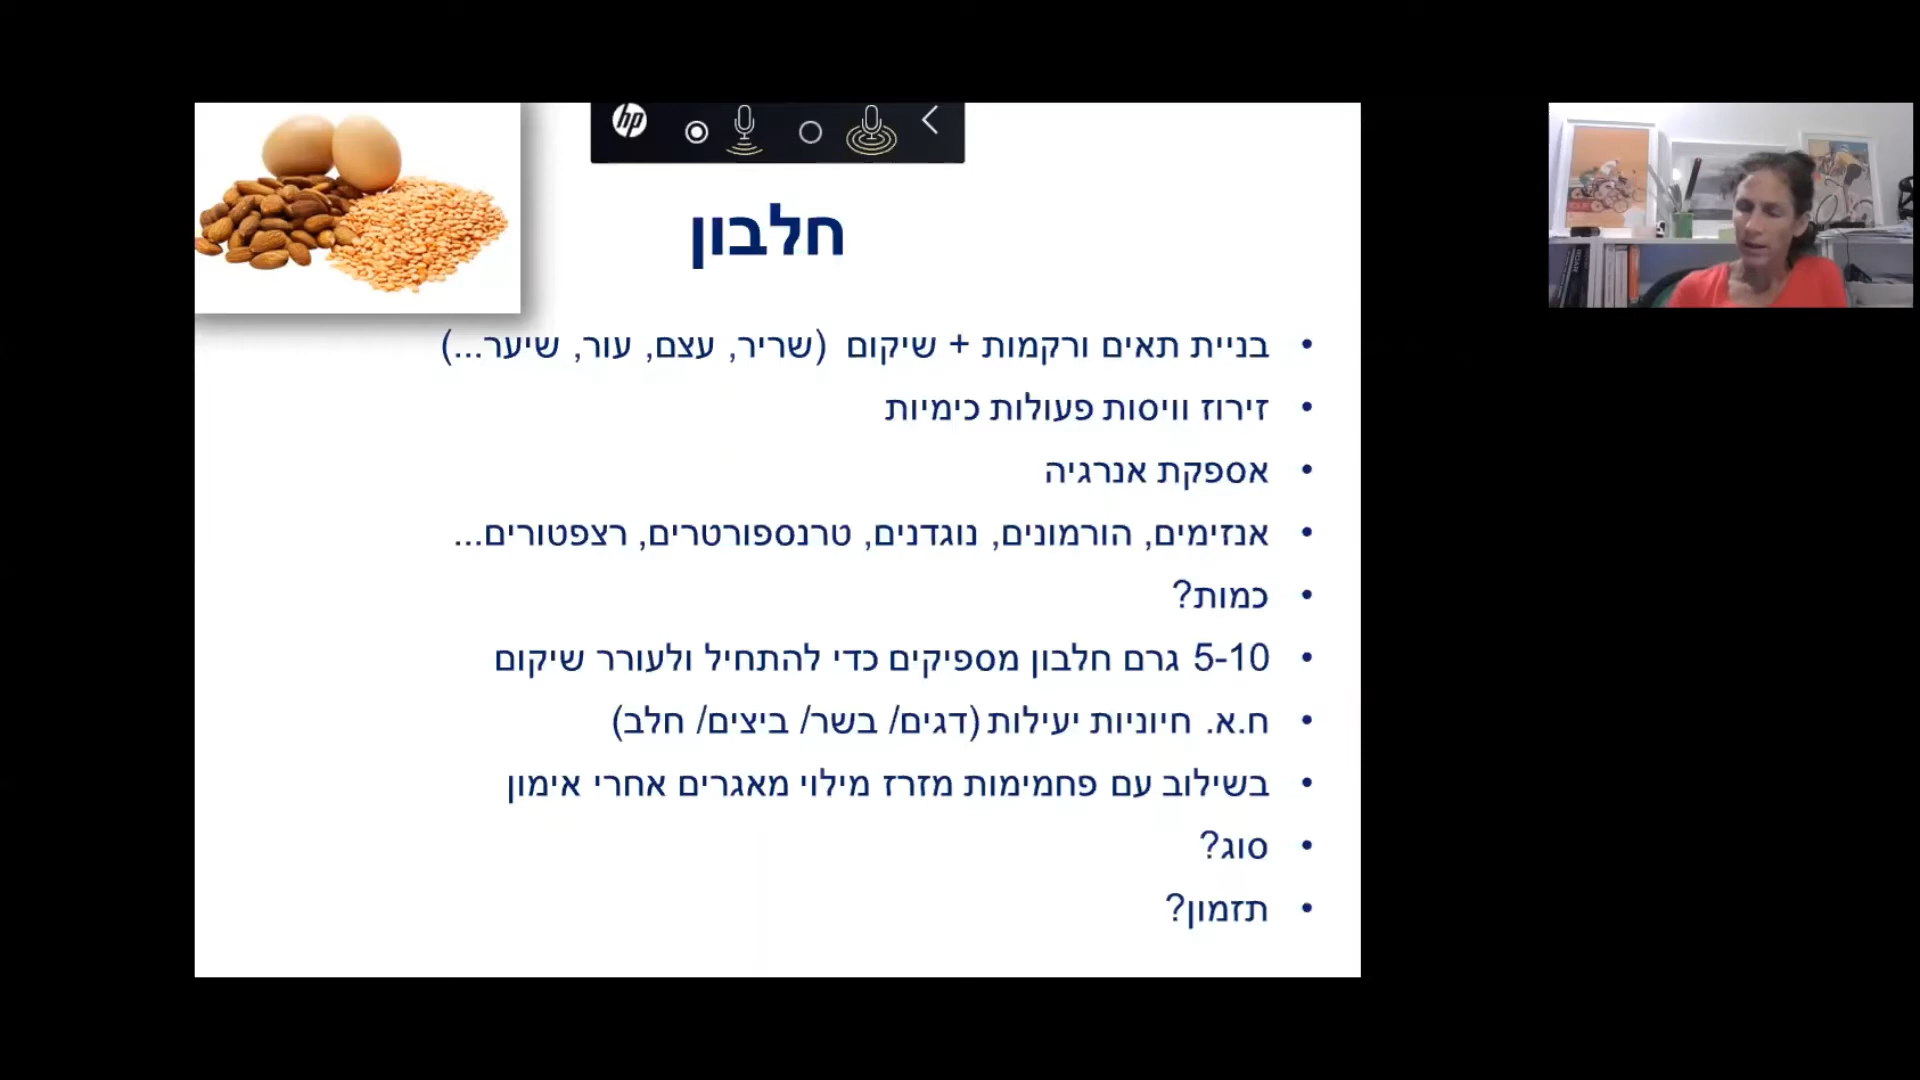 hp
חלבון
• בניית תאים ורקמות + שיקום (שריר, עצם, עור, שיער...)
• זירוז וויסות פעולות כימיות
• אספקת אנרגיה
• אנזימים, הורמונים, נוגדנים, טרנספורטרים, רצפטורים...
• כמות?
• 5-10 גרם חלבון מספיקים כדי להתחיל ולעורר שיקום
• ח.א. חיוניות יעילות (דגים/ בשר/ ביצים/ חלב)
• בשילוב עם פחמימות מזרז מילוי מאגרים אחרי אימון
• סוג?
• תזמון?